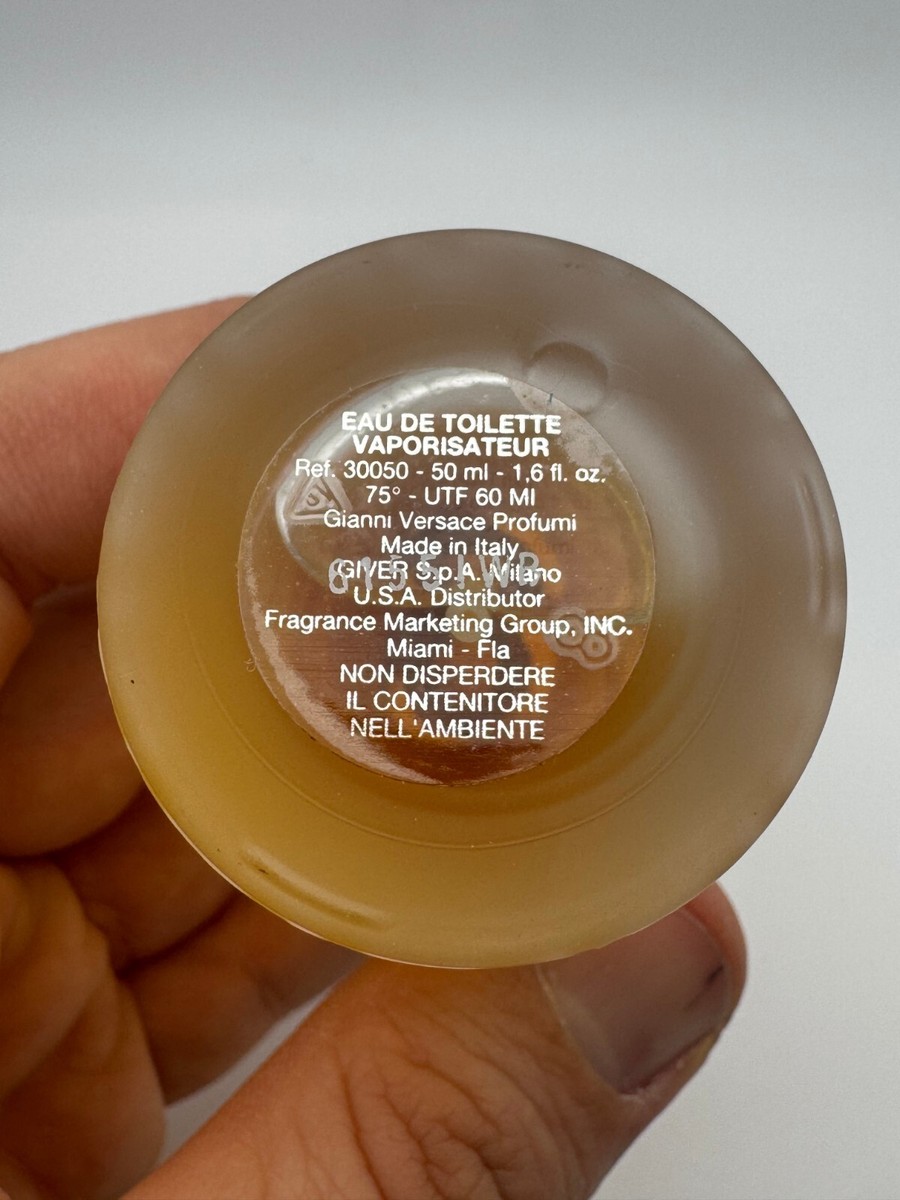 EAU DE TOILETTE
VAPORISATEUR
Ref. 30050 - 50 ml - 1,6 fl. oz.
75° - UTF 60 MI
Gianni Versace Profumi
Made in Italy
GIVER S.p.A. Milano
U.S.A. Distributor
Fragrance Marketing Group, INC.
Miami - Fla
NON DISPERDERE
IL CONTENITORE
NELL'AMBIENTE